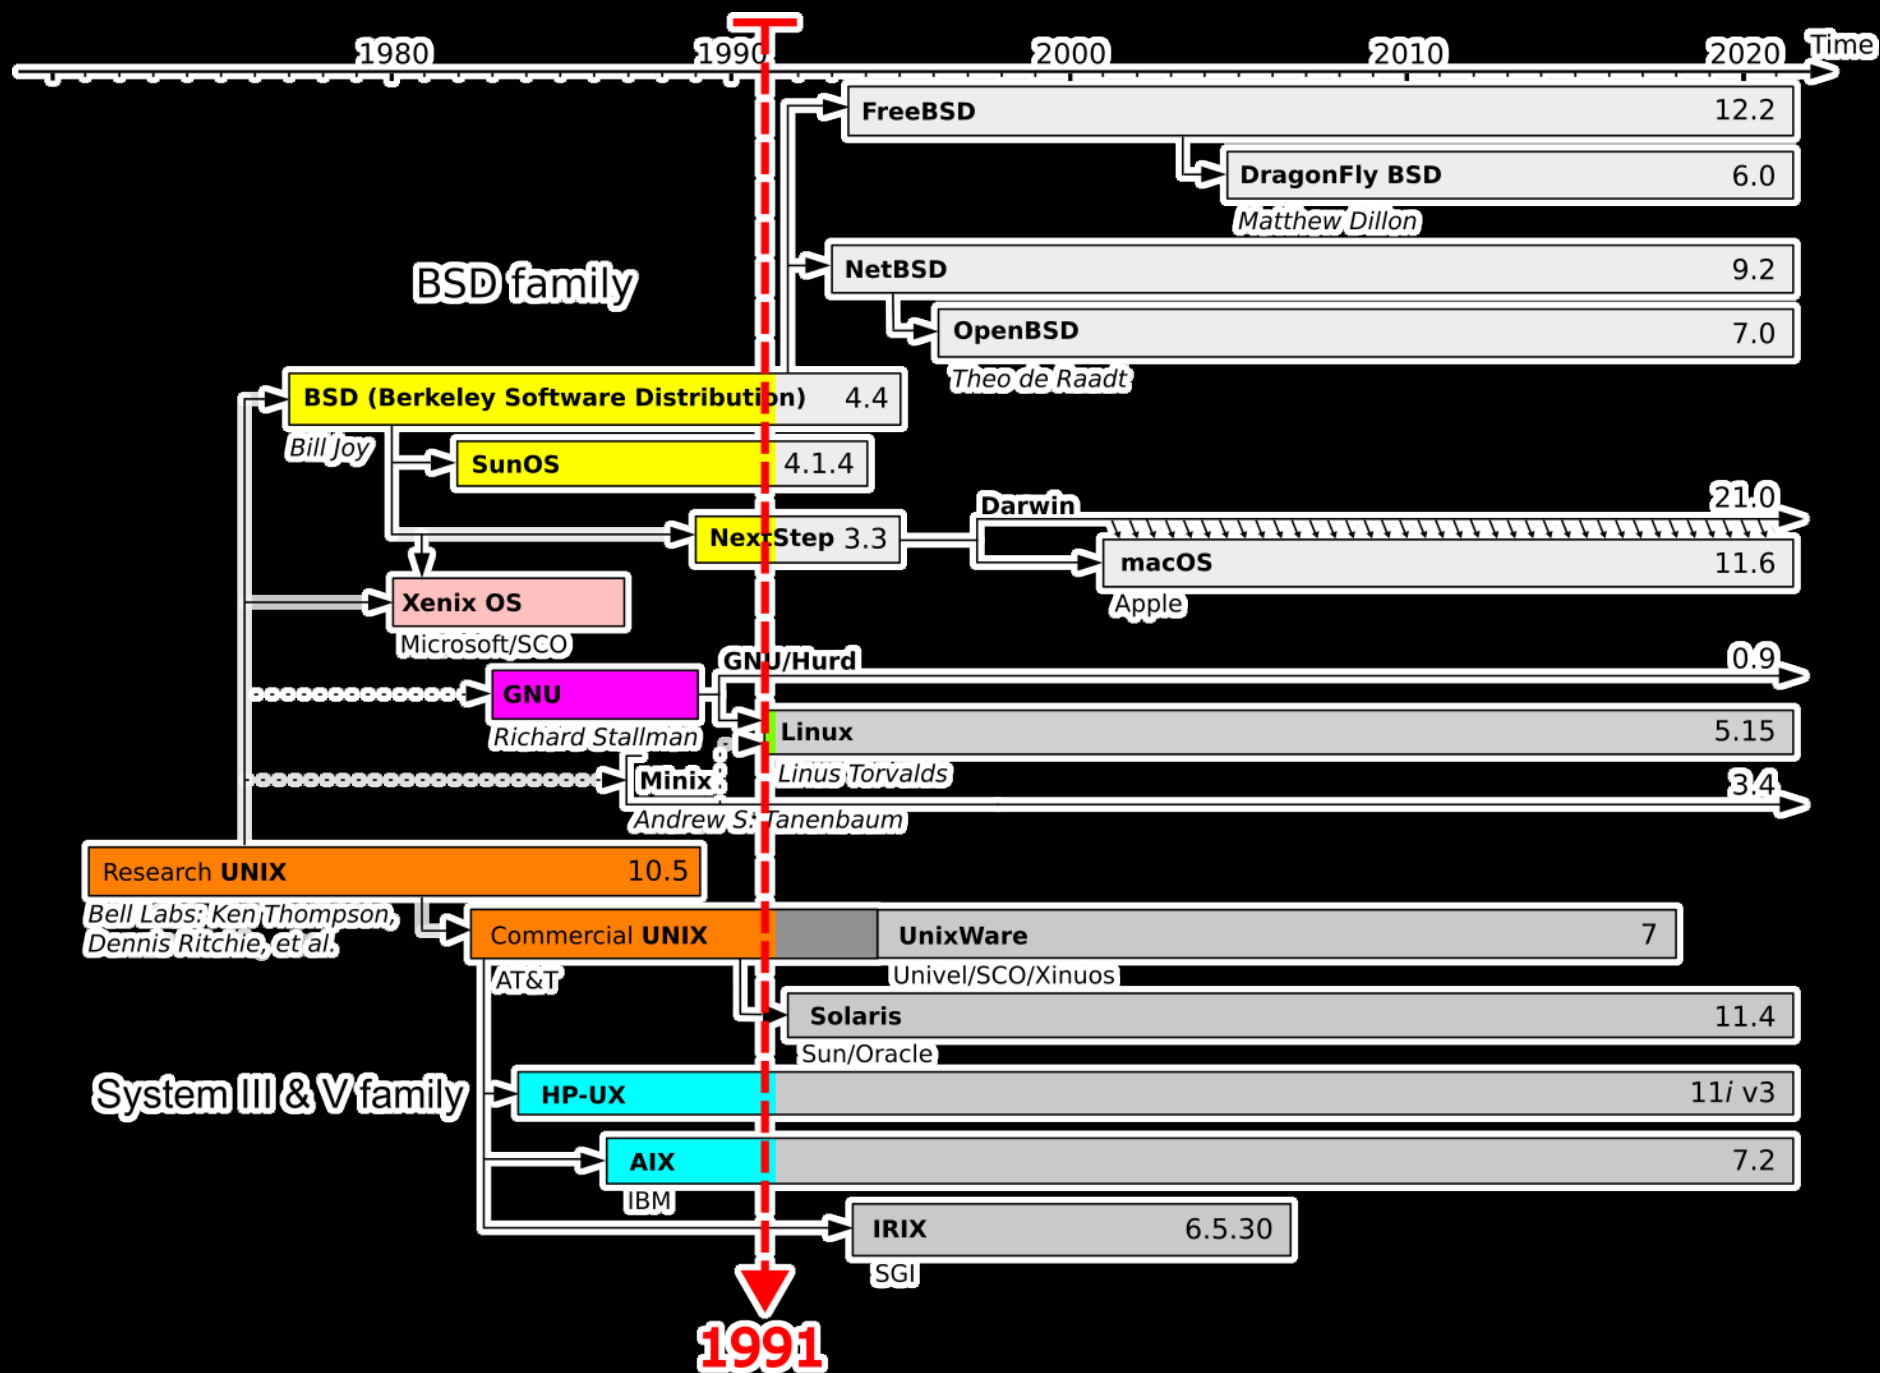 1980 1990 2000 2010 2020 Time
FreeBSD 12.2
DragonFly BSD 6.0
Matthew Dillon
BSD family
NetBSD 9.2
OpenBSD 7.0
Theo de Raadt
BSD (Berkeley Software Distribution) 4.4
Bill Joy
SunOS 4.1.4
Darwin 21.0
NextStep 3.3
macOS 11.6
Apple
Xenix OS
Microsoft/SCO
GNU/Hurd 0.9
GNU
Richard Stallman
Linux 5.15
Linus Torvalds
Minix 3.4
Andrew S. Tanenbaum
Research UNIX 10.5
Bell Labs: Ken Thompson,
Dennis Ritchie, et al.
Commercial UNIX
AT&T
UnixWare 7
Univel/SCO/Xinuos
Solaris 11.4
Sun/Oracle
System III & V family
HP-UX 11i v3
AIX 7.2
IBM
IRIX 6.5.30
SGI
1991